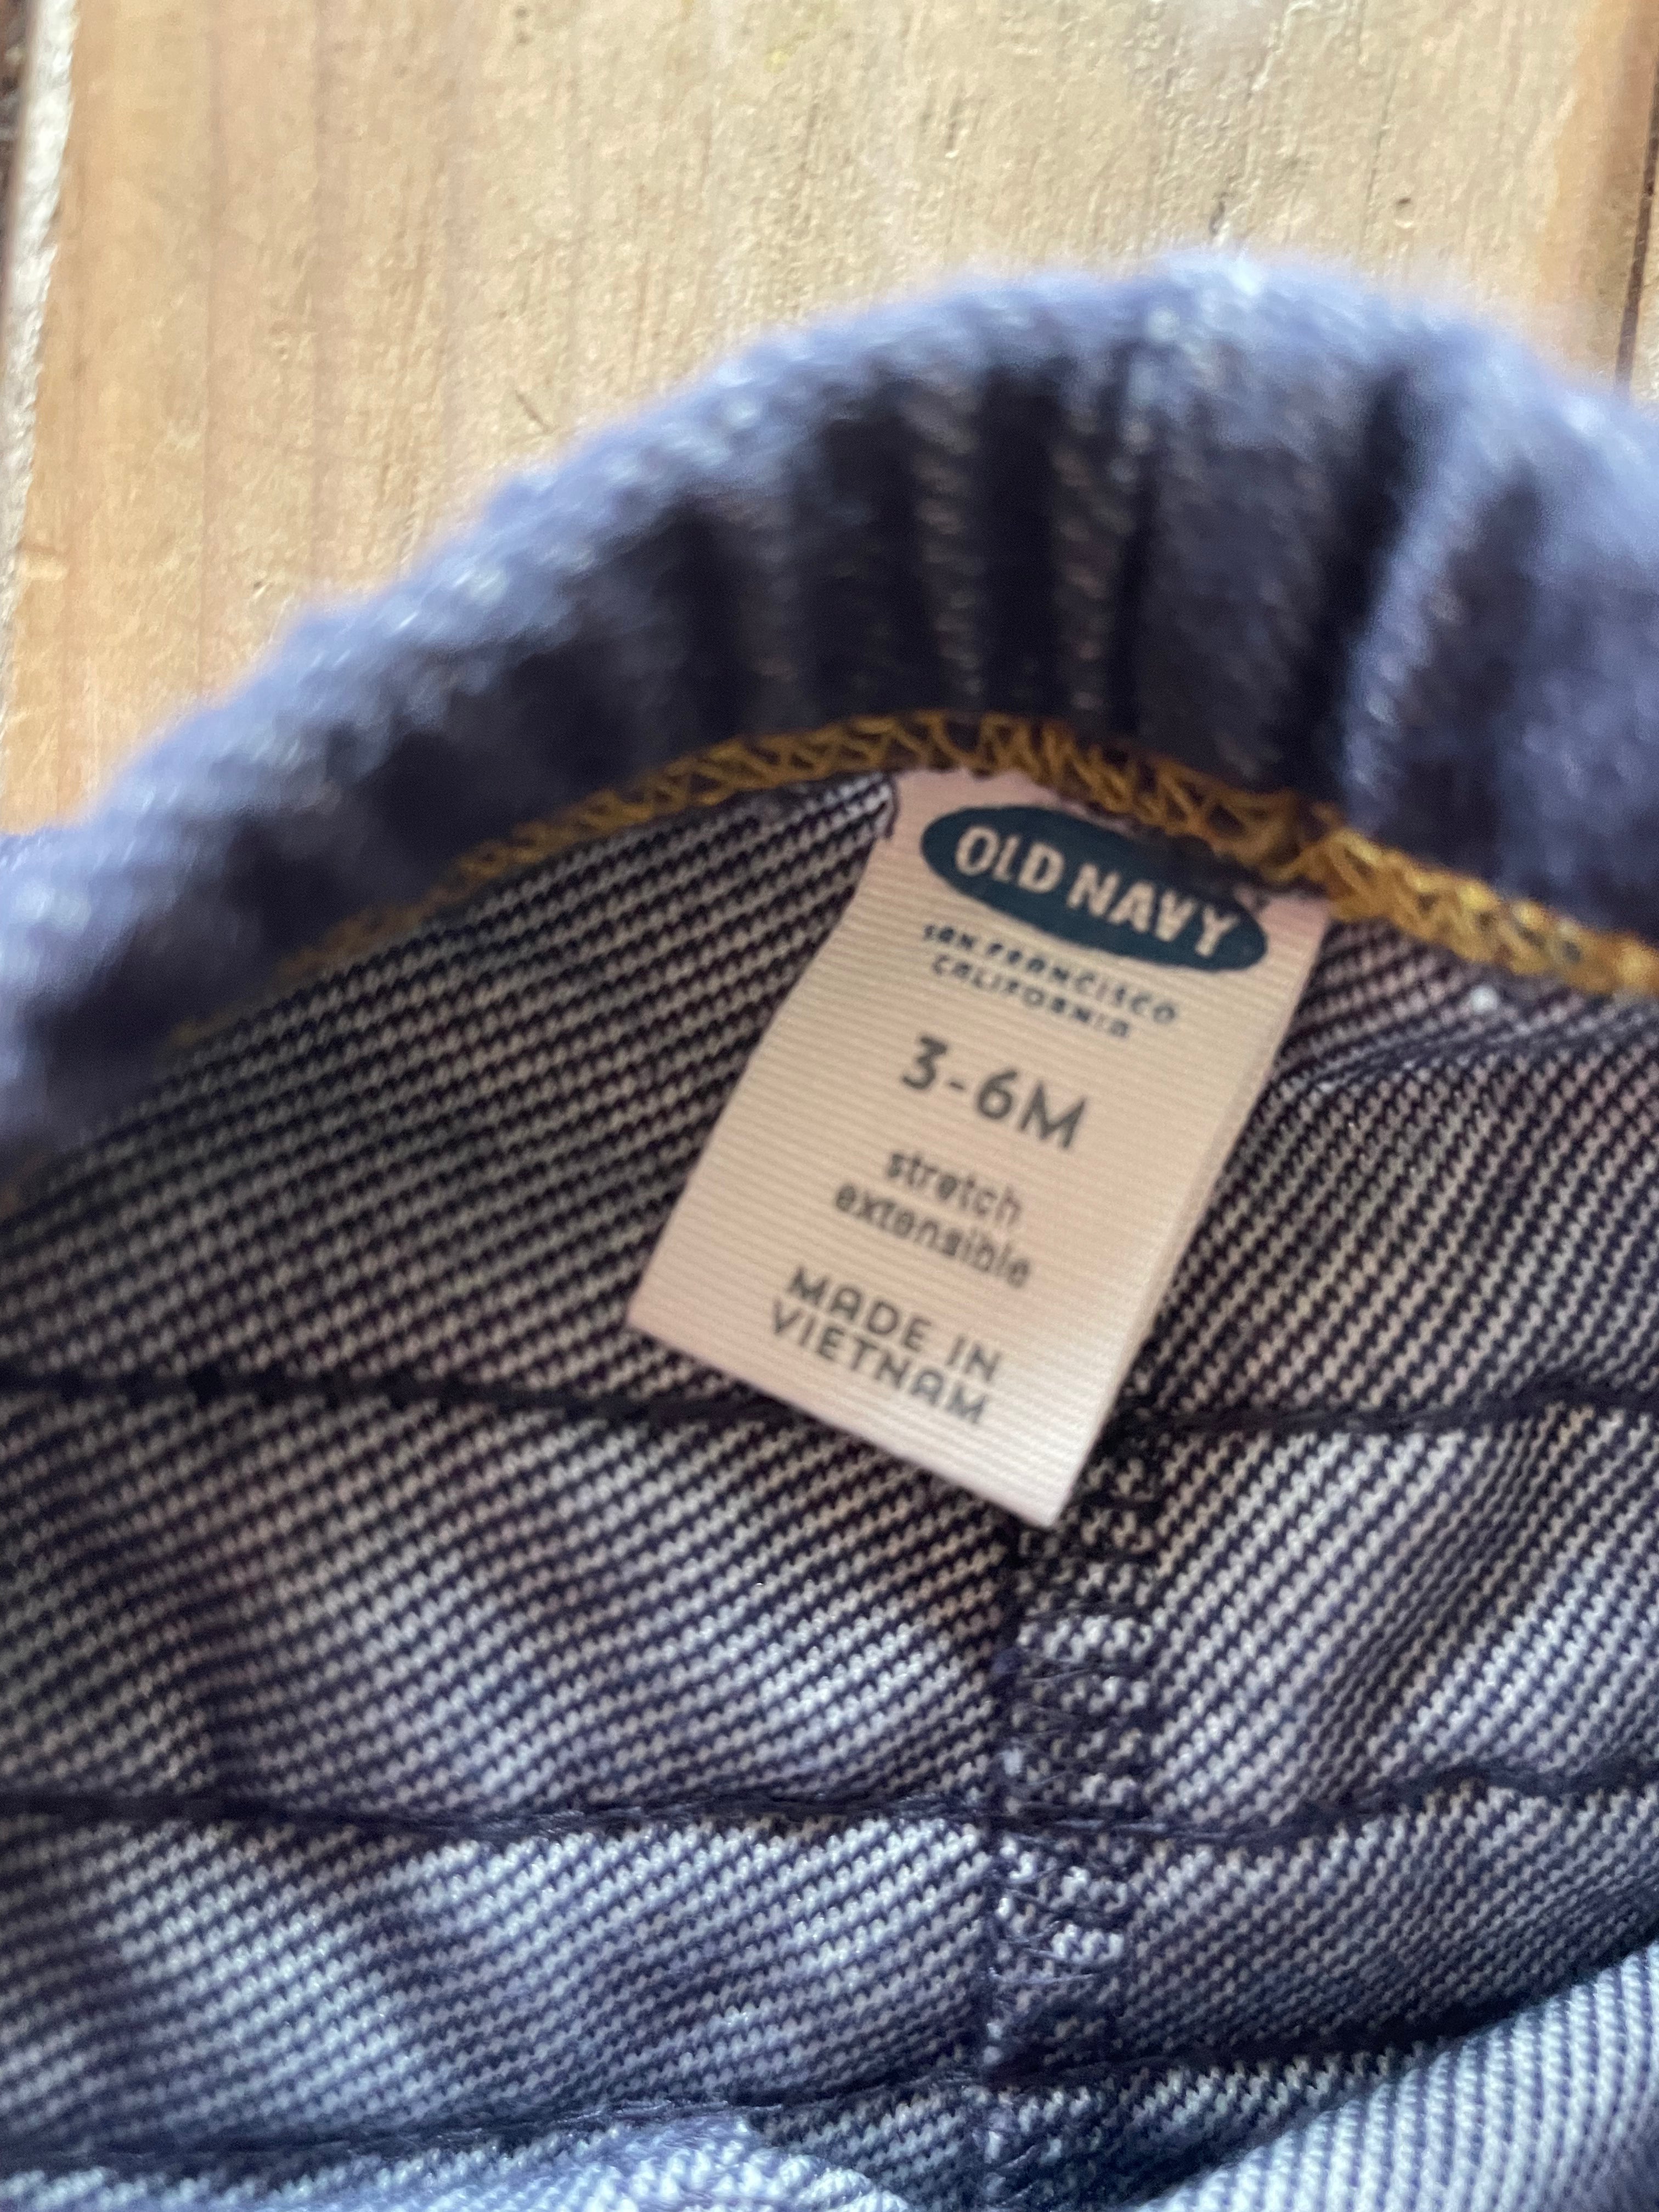 OLD NAVY
SAN FRANCISCO
CALIFORNIA
3-6M
stretch
extensible
MADE IN
VIETNAM